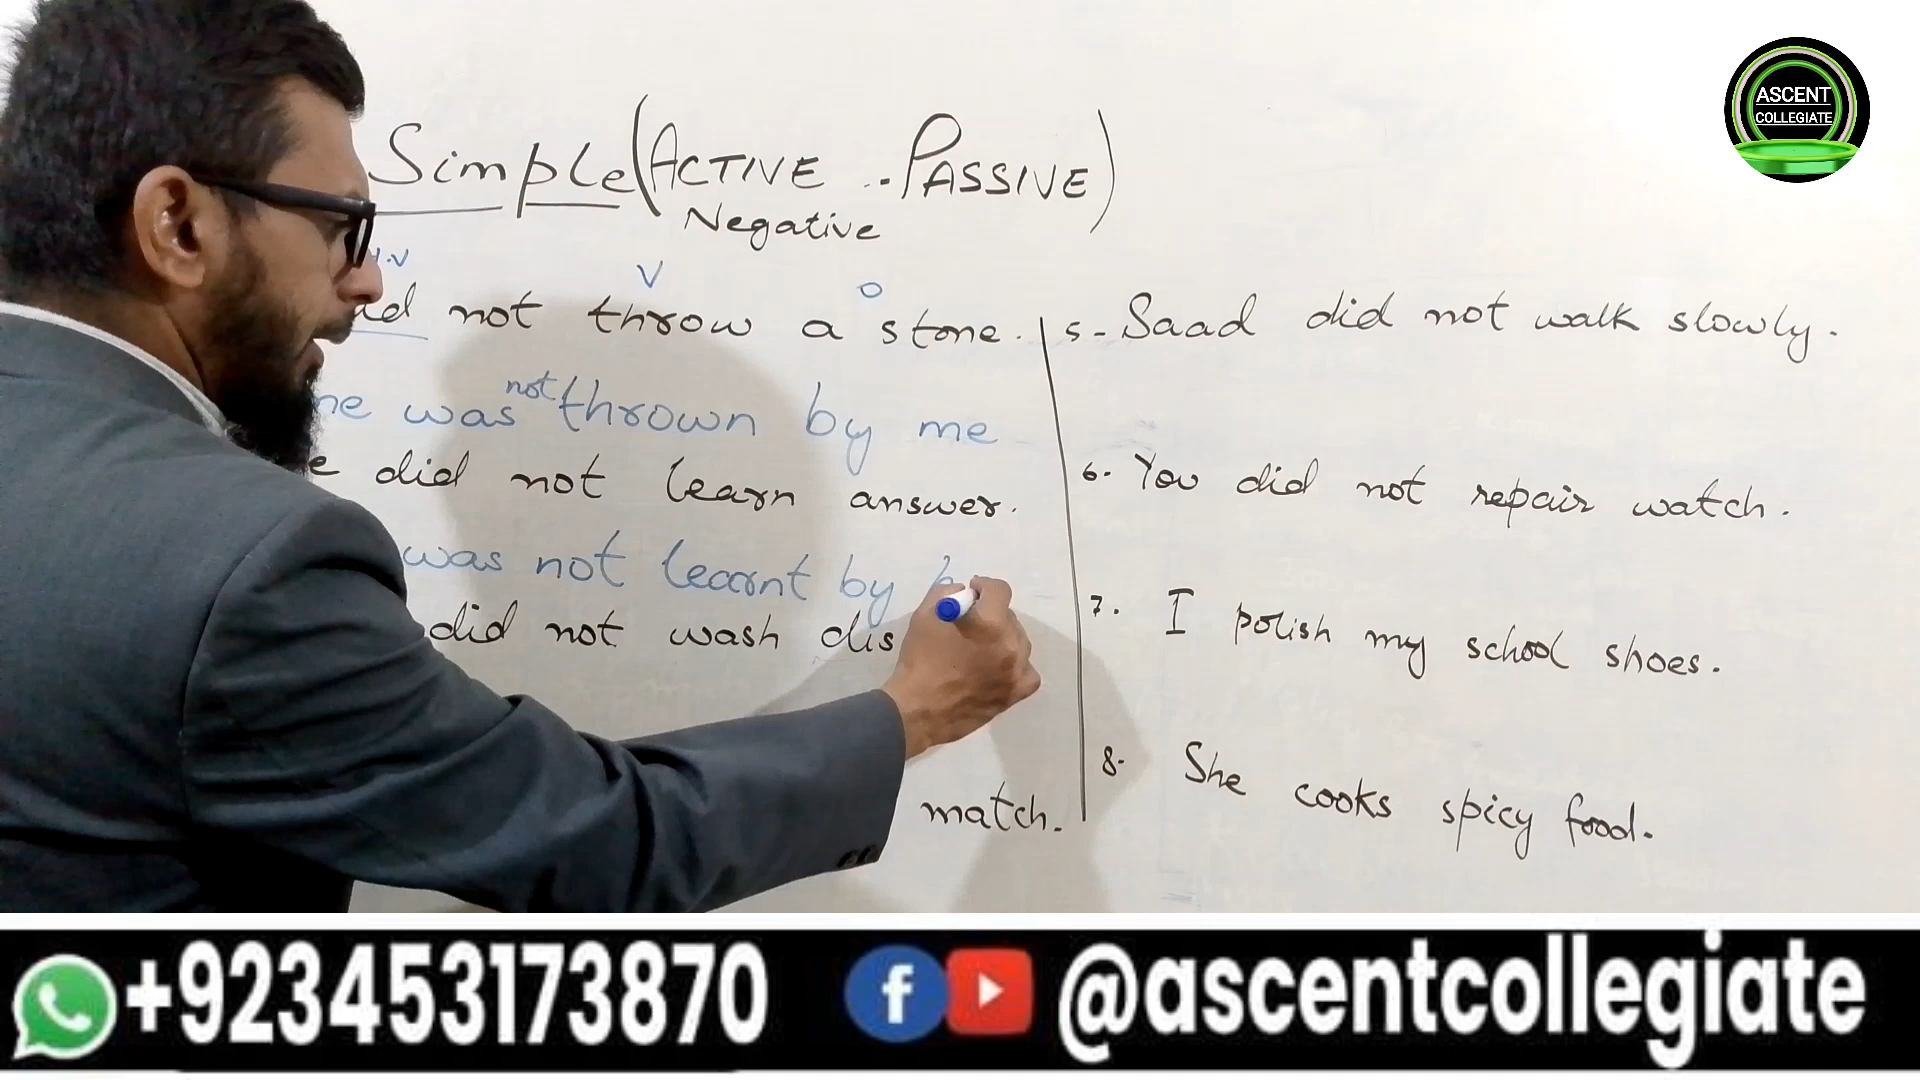 ASCENT
COLLEGIATE
Simple (ACTIVE - PASSIVE)
Negative
V
O
not throw a stone.
was not thrown by me
did not learn answer.
was not learnt by
did not wash
match.
5- Saad did not walk slowly.
6. You did not repair watch.
7. I polish my school shoes.
8. She cooks spicy food.
+923453173870 f @ascentcollegiate